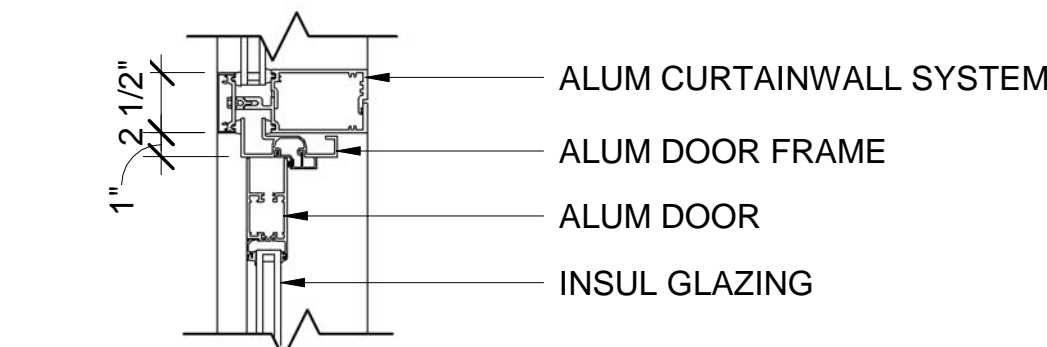 2 1/2"
1"
ALUM CURTAINWALL SYSTEM
ALUM DOOR FRAME
ALUM DOOR
INSUL GLAZING